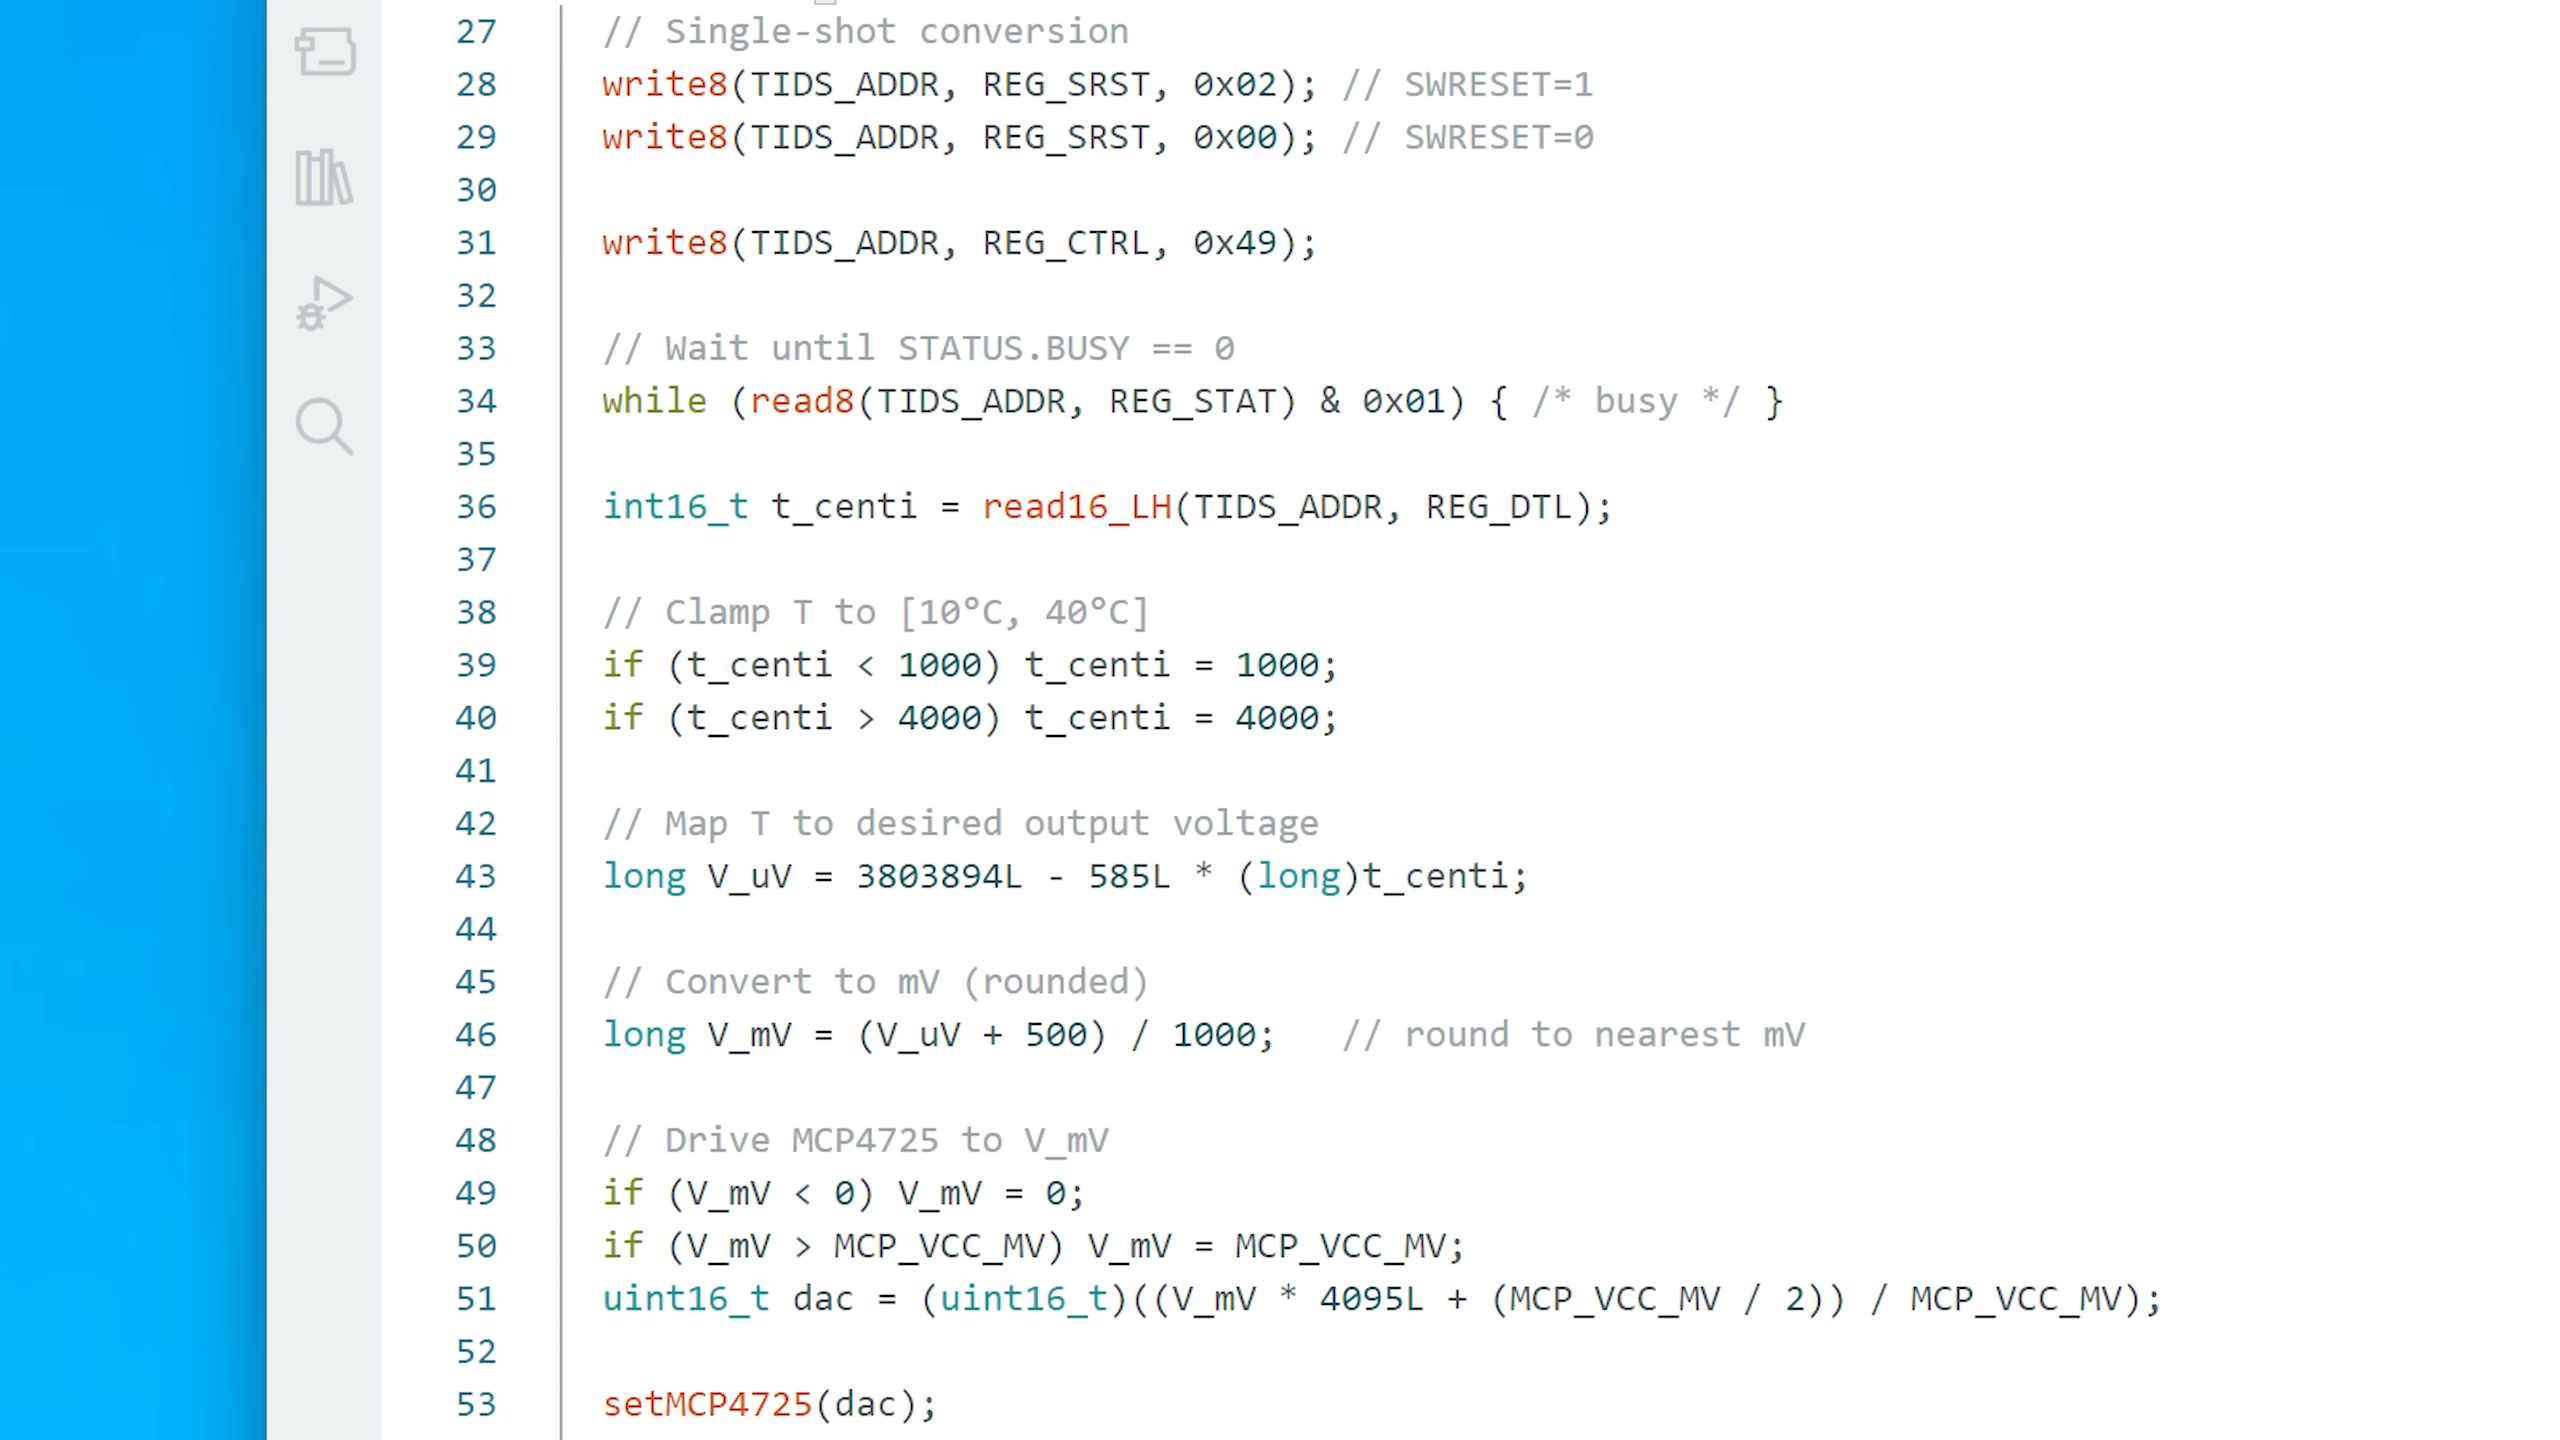 27 // Single-shot conversion
28 write8(TIDS_ADDR, REG_SRST, 0x02); // SWRESET=1
29 write8(TIDS_ADDR, REG_SRST, 0x00); // SWRESET=0
30
31 write8(TIDS_ADDR, REG_CTRL, 0x49);
32
33 // Wait until STATUS.BUSY == 0
34 while (read8(TIDS_ADDR, REG_STAT) & 0x01) { /* busy */ }
35
36 int16_t t_centi = read16_LH(TIDS_ADDR, REG_DTL);
37
38 // Clamp T to [10°C, 40°C]
39 if (t_centi < 1000) t_centi = 1000;
40 if (t_centi > 4000) t_centi = 4000;
41
42 // Map T to desired output voltage
43 long V_uV = 3803894L - 585L * (long)t_centi;
44
45 // Convert to mV (rounded)
46 long V_mV = (V_uV + 500) / 1000;   // round to nearest mV
47
48 // Drive MCP4725 to V_mV
49 if (V_mV < 0) V_mV = 0;
50 if (V_mV > MCP_VCC_MV) V_mV = MCP_VCC_MV;
51 uint16_t dac = (uint16_t)((V_mV * 4095L + (MCP_VCC_MV / 2)) / MCP_VCC_MV);
52
53 setMCP4725(dac);